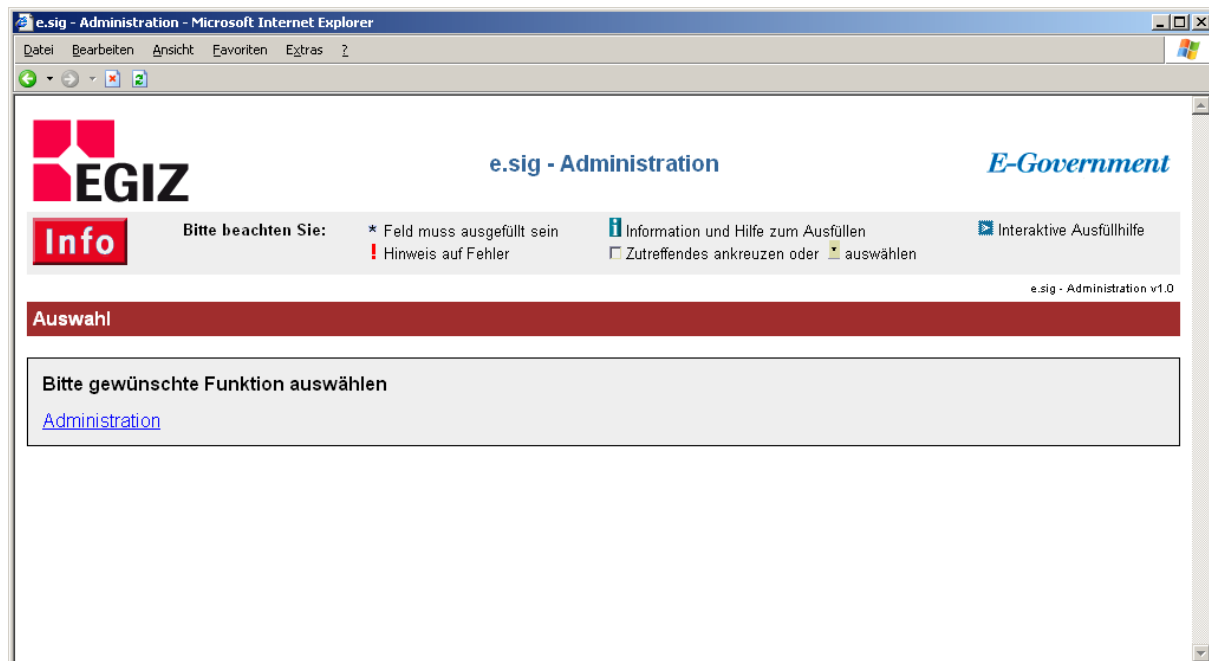 e.sig - Administration - Microsoft Internet Explorer
Datei Bearbeiten Ansicht Favoriten Extras ?
EGIZ
e.sig - Administration
E-Government
Info
Bitte beachten Sie:
* Feld muss ausgefüllt sein
! Hinweis auf Fehler
i Information und Hilfe zum Ausfüllen
Zutreffendes ankreuzen oder auswählen
Interaktive Ausfüllhilfe
e.sig - Administration v1.0
Auswahl
Bitte gewünschte Funktion auswählen
Administration